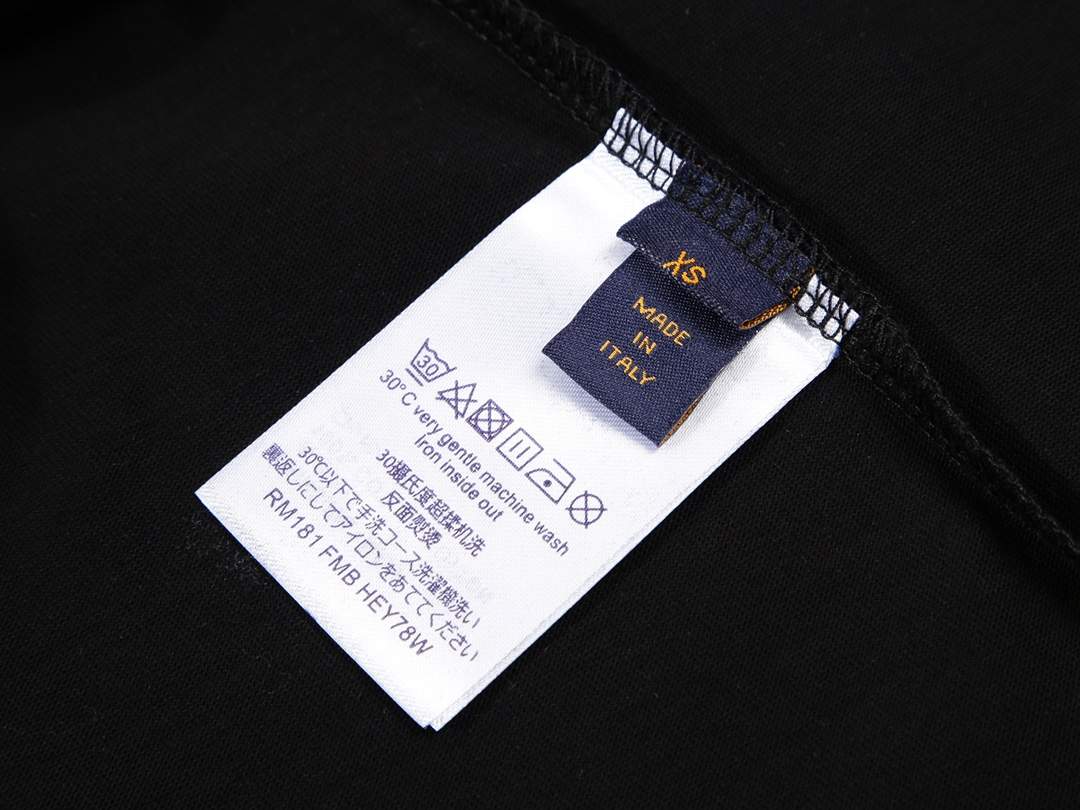 XS
MADE
IN
ITALY
30
30°C very gentle machine wash
Iron inside out
30摄氏度超揉机洗
反面熨烫
30℃以下で手洗コース洗濯機洗い
裏返しにしてアイロンをあててください
RM181 FMB HEY78W